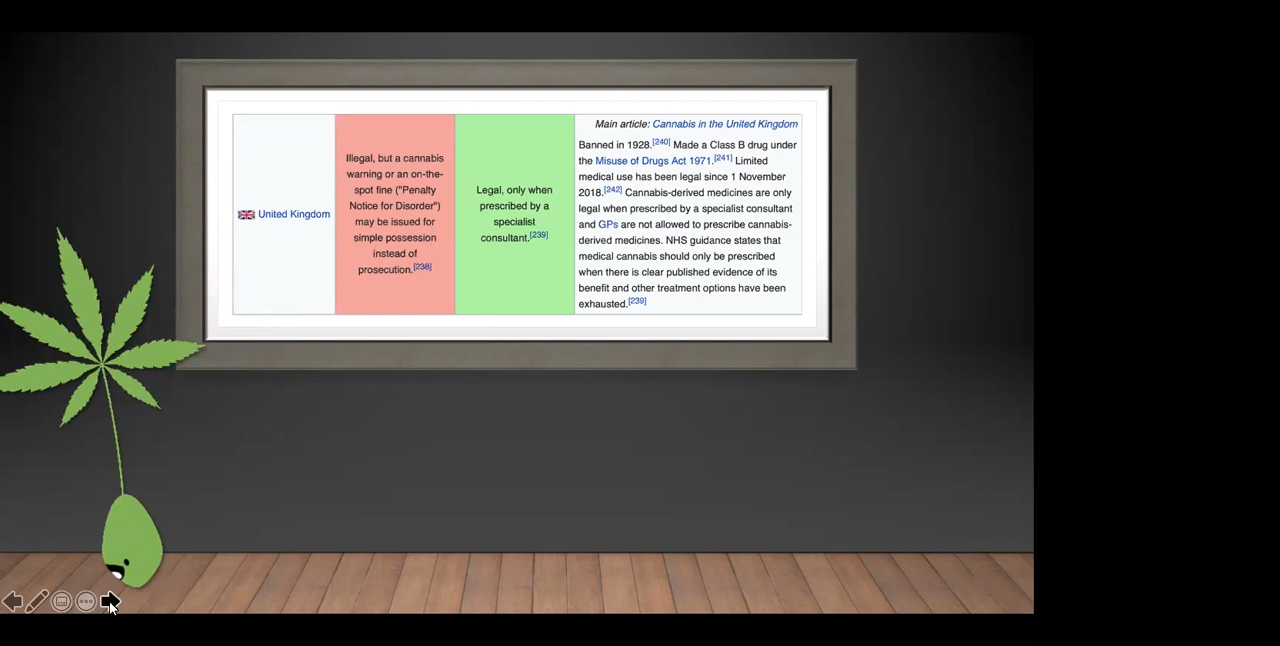 United Kingdom
Illegal, but a cannabis
warning or an on-the-
spot fine ("Penalty
Notice for Disorder")
may be issued for
simple possession
instead of
prosecution.[238]
Legal, only when
prescribed by a
specialist
consultant.[239]
Main article: Cannabis in the United Kingdom
Banned in 1928.[240] Made a Class B drug under
the Misuse of Drugs Act 1971.[241] Limited
medical use has been legal since 1 November
2018.[242] Cannabis-derived medicines are only
legal when prescribed by a specialist consultant
and GPs are not allowed to prescribe cannabis-
derived medicines. NHS guidance states that
medical cannabis should only be prescribed
when there is clear published evidence of its
benefit and other treatment options have been
exhausted.[239]